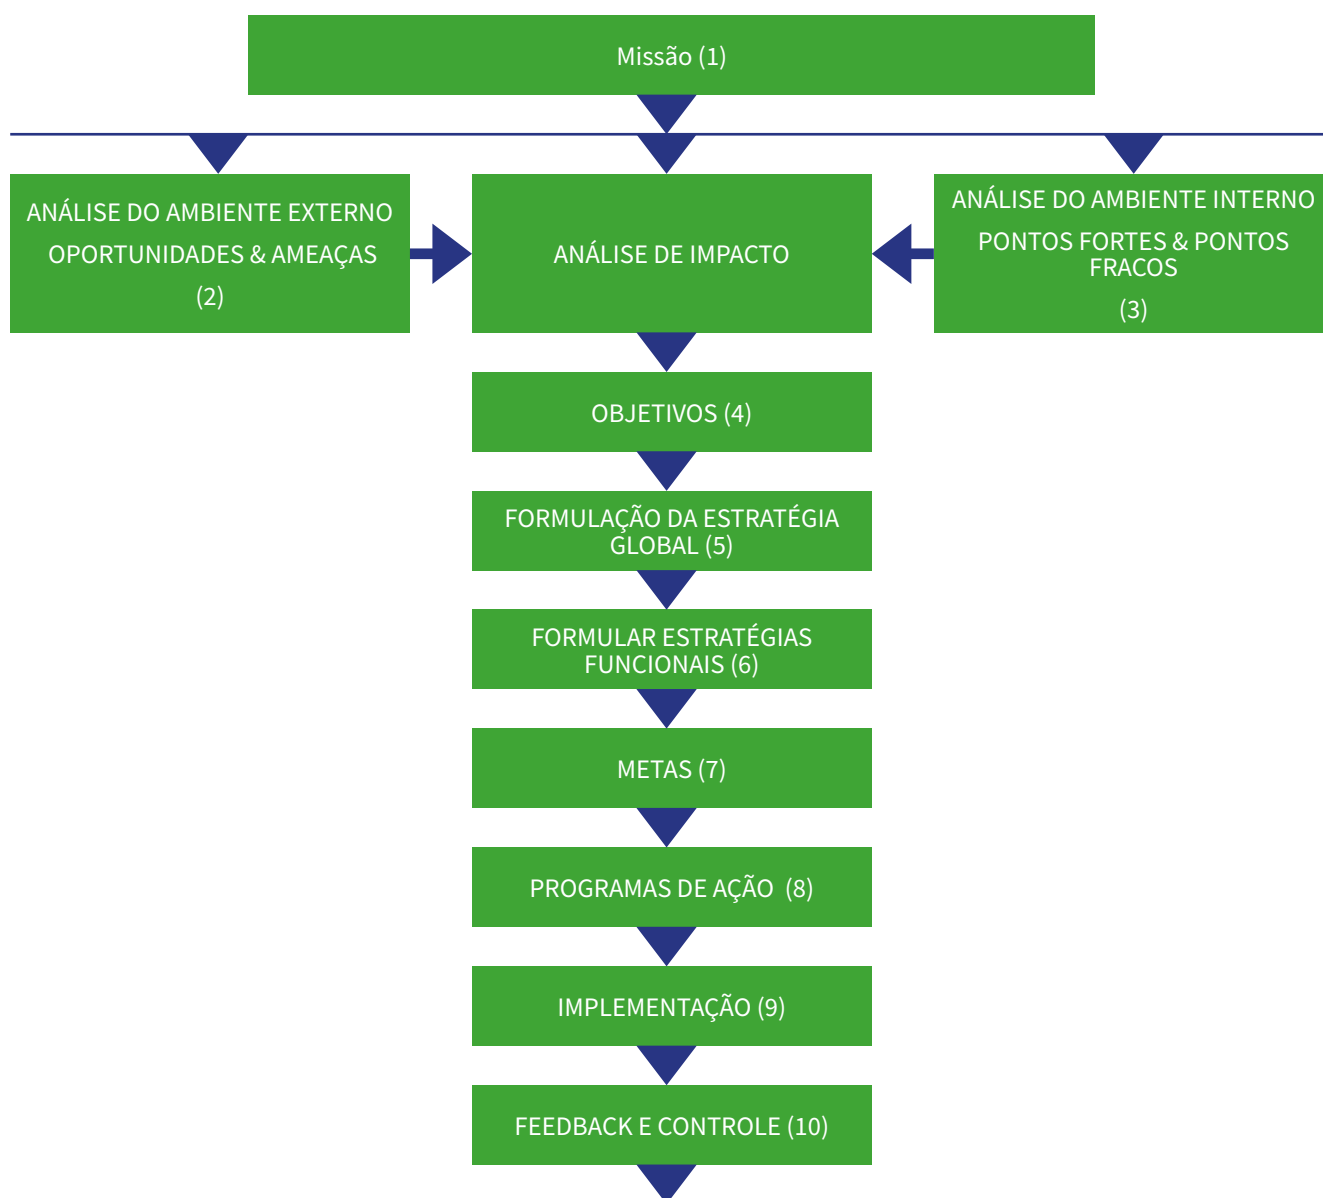 Missão (1)
ANÁLISE DO AMBIENTE EXTERNO
OPORTUNIDADES & AMEAÇAS
(2)
ANÁLISE DE IMPACTO
ANÁLISE DO AMBIENTE INTERNO
PONTOS FORTES & PONTOS
FRACOS
(3)
OBJETIVOS (4)
FORMULAÇÃO DA ESTRATÉGIA
GLOBAL (5)
FORMULAR ESTRATÉGIAS
FUNCIONAIS (6)
METAS (7)
PROGRAMAS DE AÇÃO (8)
IMPLEMENTAÇÃO (9)
FEEDBACK E CONTROLE (10)